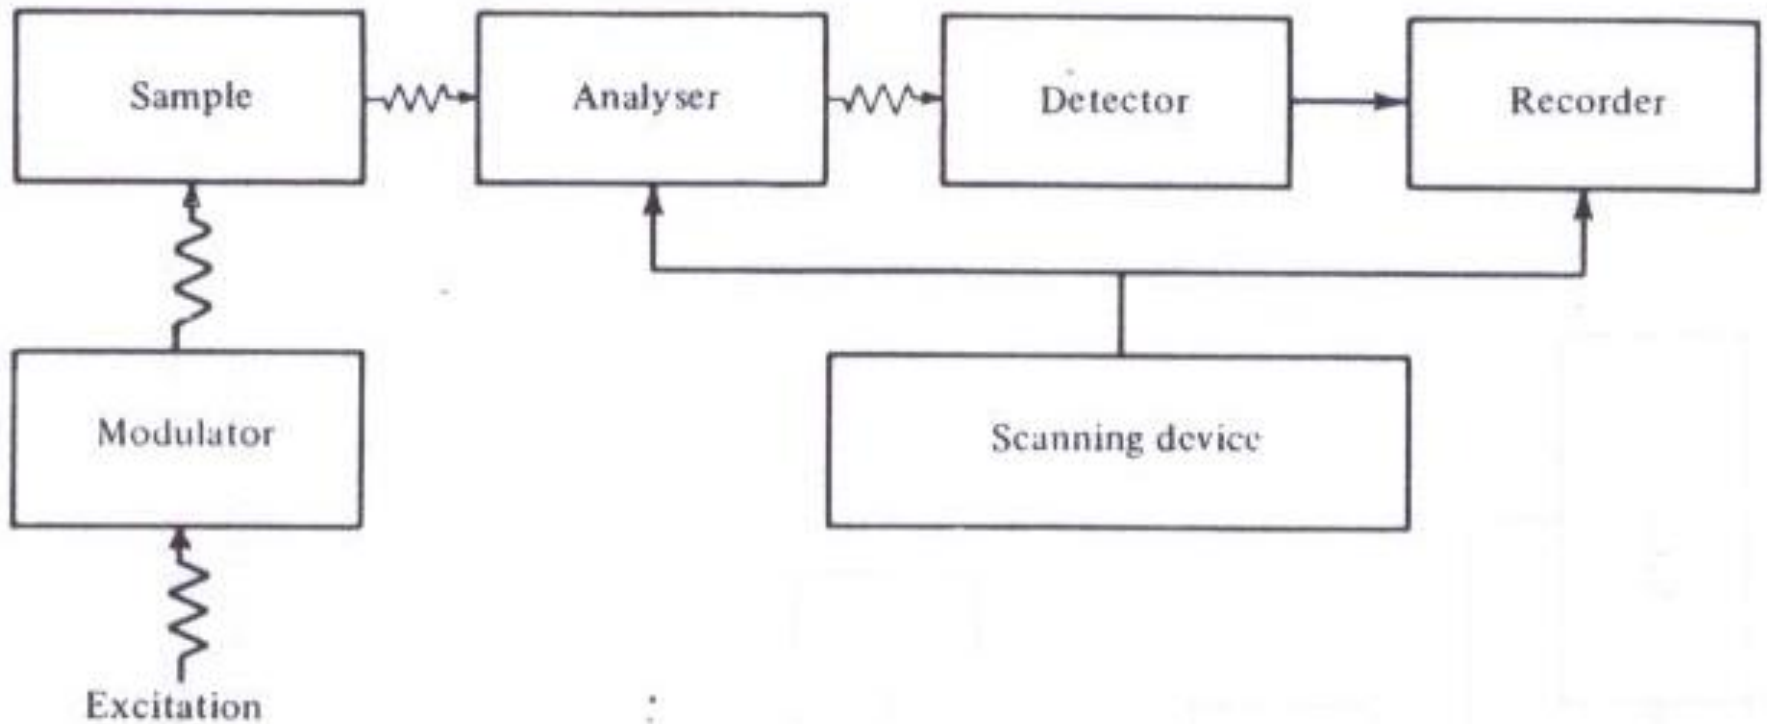 Sample
Analyser
Detector
Recorder
Modulator
Scanning device
Excitation